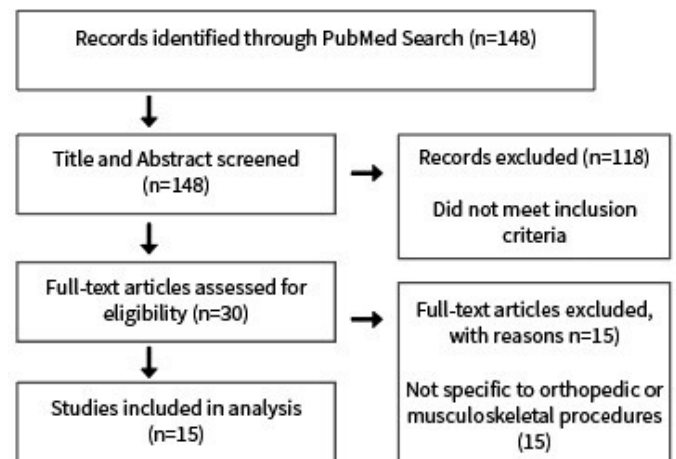 Records identified through PubMed Search (n=148)
Title and Abstract screened
(n=148)
Records excluded (n=118)
Did not meet inclusion
criteria
Full-text articles assessed for
eligibility (n=30)
Full-text articles excluded,
with reasons n=15)
Not specific to orthopedic or
musculoskeletal procedures
(15)
Studies included in analysis
(n=15)